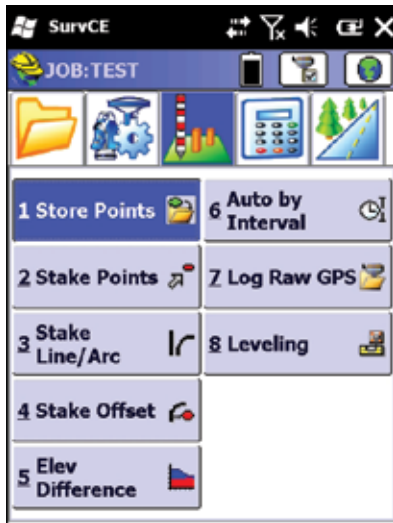 SurvCE
JOB:TEST
1 Store Points
2 Stake Points
3 Stake
Line/Arc
4 Stake Offset
5 Elev
Difference
6 Auto by
Interval
7 Log Raw GPS
8 Leveling